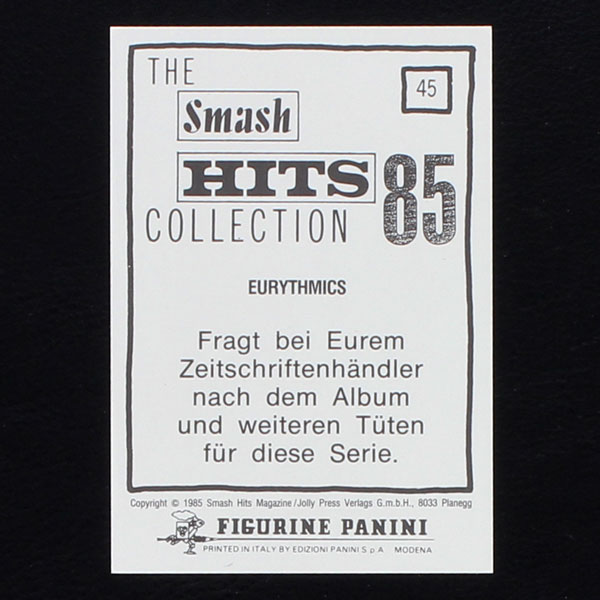 THE
45
Smash
HITS
85
COLLECTION
EURYTHMICS
Fragt bei Eurem
Zeitschriftenhändler
nach dem Album
und weiteren Tüten
für diese Serie.
Copyright © 1985 Smash Hits Magazine/Jolly Press Verlags G.m.b.H., 8033 Planegg
FIGURINE PANINI
PRINTED IN ITALY BY EDIZIONI PANINI S.p.A. MODENA